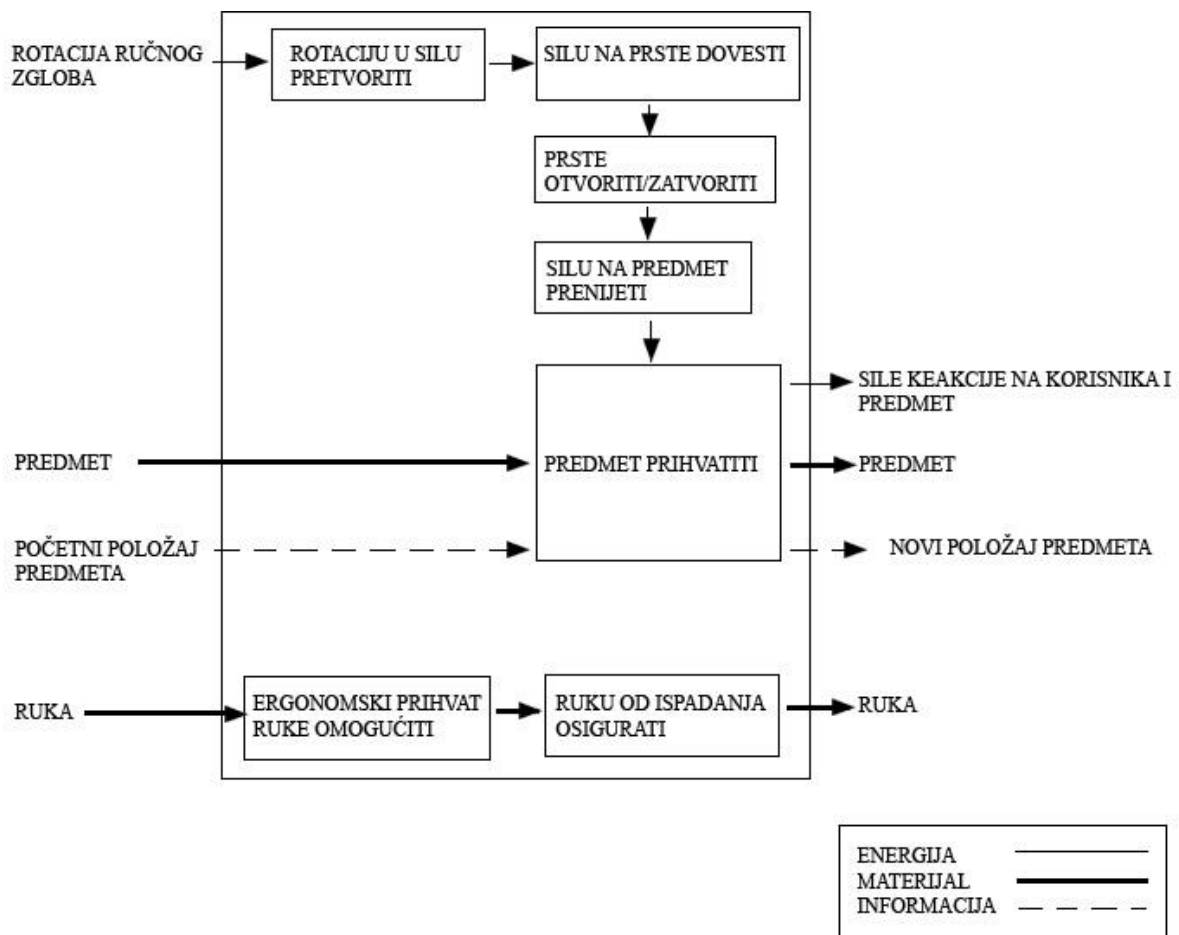 ROTACIJA RUČNOG
ZGLOBA
ROTACIJU U SILU
PRETVORITI
SILU NA PRSTE DOVESTI
PRSTE
OTVORITI/ZATVORITI
SILU NA PREDMET
PRENIJETI
SILE KEAKCIJE NA KORISNIKA I
PREDMET
PREDMET
PREDMET PRIHVATITI
PREDMET
POČETNI POLOŽAJ
PREDMETA
NOVI POLOŽAJ PREDMETA
RUKA
ERGONOMSKI PRIHVAT
RUKE OMOGUĆITI
RUKU OD ISPADANJA
OSIGURATI
RUKA
ENERGIJA
MATERIJAL
INFORMACIJA